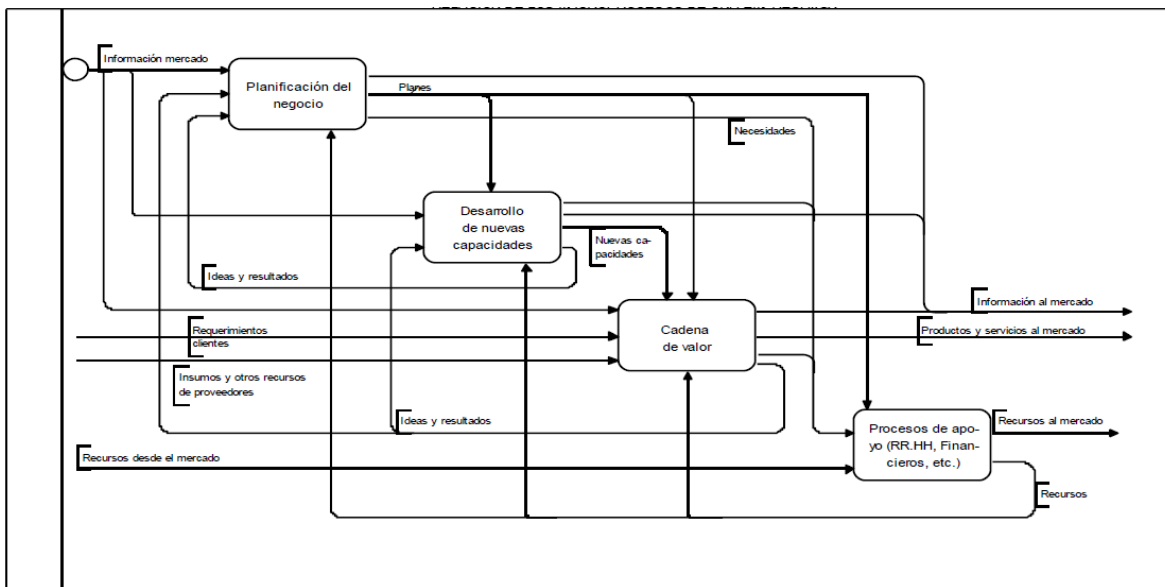 Información mercado
Planificación del
negocio
Planes
Necesidades
Desarrollo
de nuevas
capacidades
Nuevas ca-
pacidades
Ideas y resultados
Información al mercado
Requerimientos
clientes
Cadena
de valor
Productos y servicios al mercado
Insumos y otros recursos
de proveedores
Ideas y resultados
Procesos de apo-
yo (RR.HH, Finan-
cieros, etc.)
Recursos al mercado
Recursos desde el mercado
Recursos